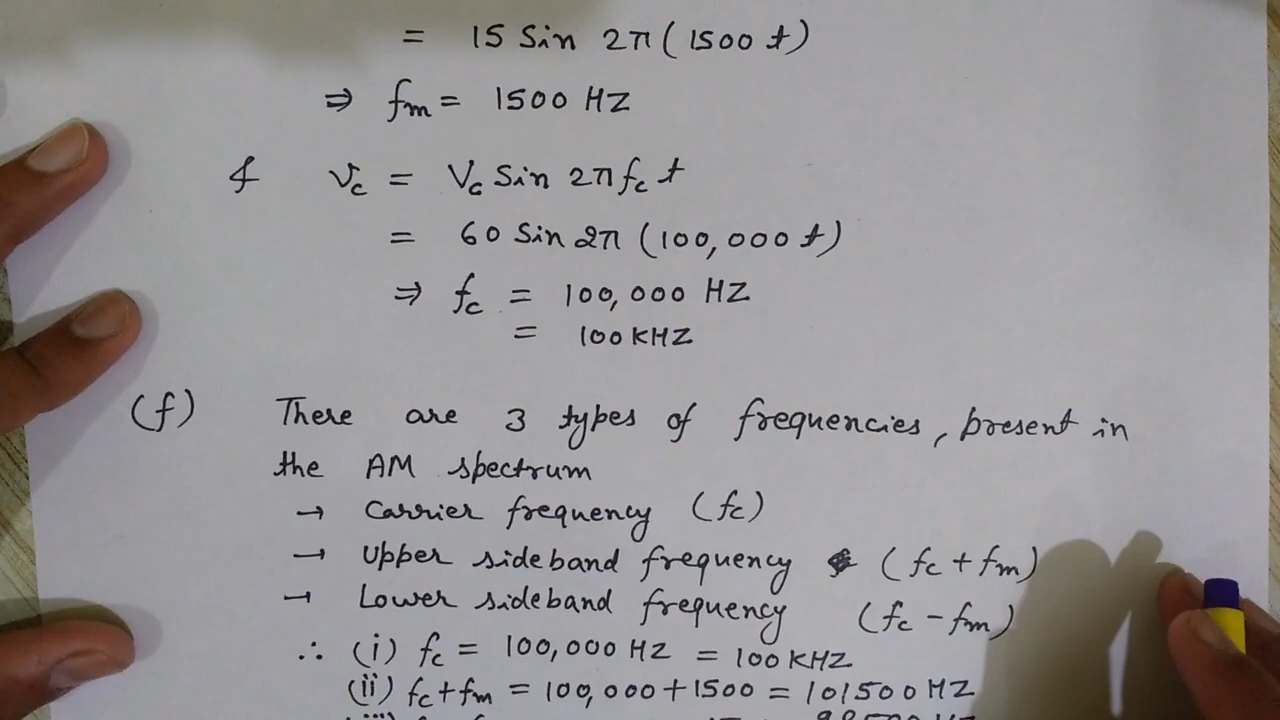 = 15 Sin 2π (1500 t)
⇒ fm = 1500 HZ
& Vc = Vc Sin 2π fc t
= 60 Sin 2π (100,000 t)
⇒ fc = 100,000 HZ
= 100 KHZ
(f) There are 3 types of frequencies, present in
the AM spectrum
→ Carrier frequency (fc)
→ Upper sideband frequency (fc + fm)
→ Lower sideband frequency (fc - fm)
∴ (i) fc = 100,000 HZ = 100 KHZ
(ii) fc + fm = 100,000 + 1500 = 101500 HZ